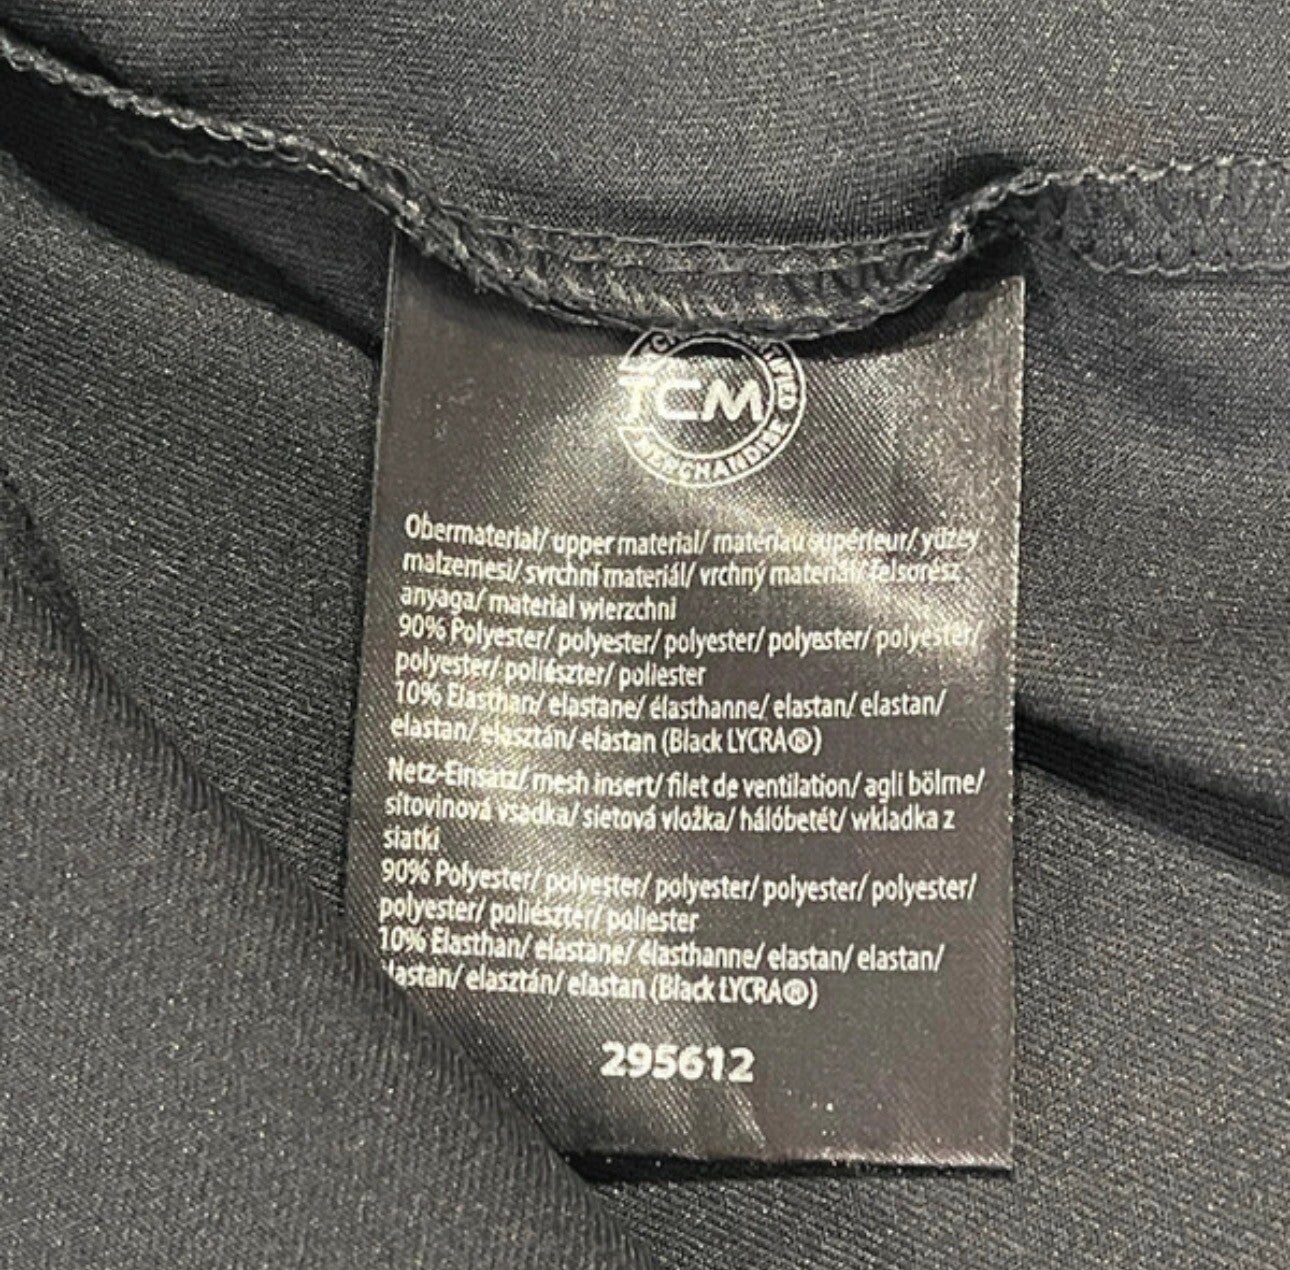 TCM
MERCHANDISE
Obermaterial/ upper material/ matériau supérieur/ yüzey
malzemesi/ svrchní materiál/ vrchný materiál/ felsőrész
anyaga/ materiał wierzchni
90% Polyester/ polyester/ polyester/ polyester/ polyester/
polyester/ poliészter/ poliester
10% Elasthan/ elastane/ élasthanne/ elastan/ elastan/
elastan/ elasztán/ elastan (Black LYCRA®)
Netz-Einsatz/ mesh insert/ filet de ventilation/ aglı bölme/
síťovinová vsadka/ sieťová vložka/ hálóbetét/ wkładka z
siatki
90% Polyester/ polyester/ polyester/ polyester/ polyester/
polyester/ poliészter/ poliester
10% Elasthan/ elastane/ élasthanne/ elastan/ elastan/
elastan/ elasztán/ elastan (Black LYCRA®)
295612